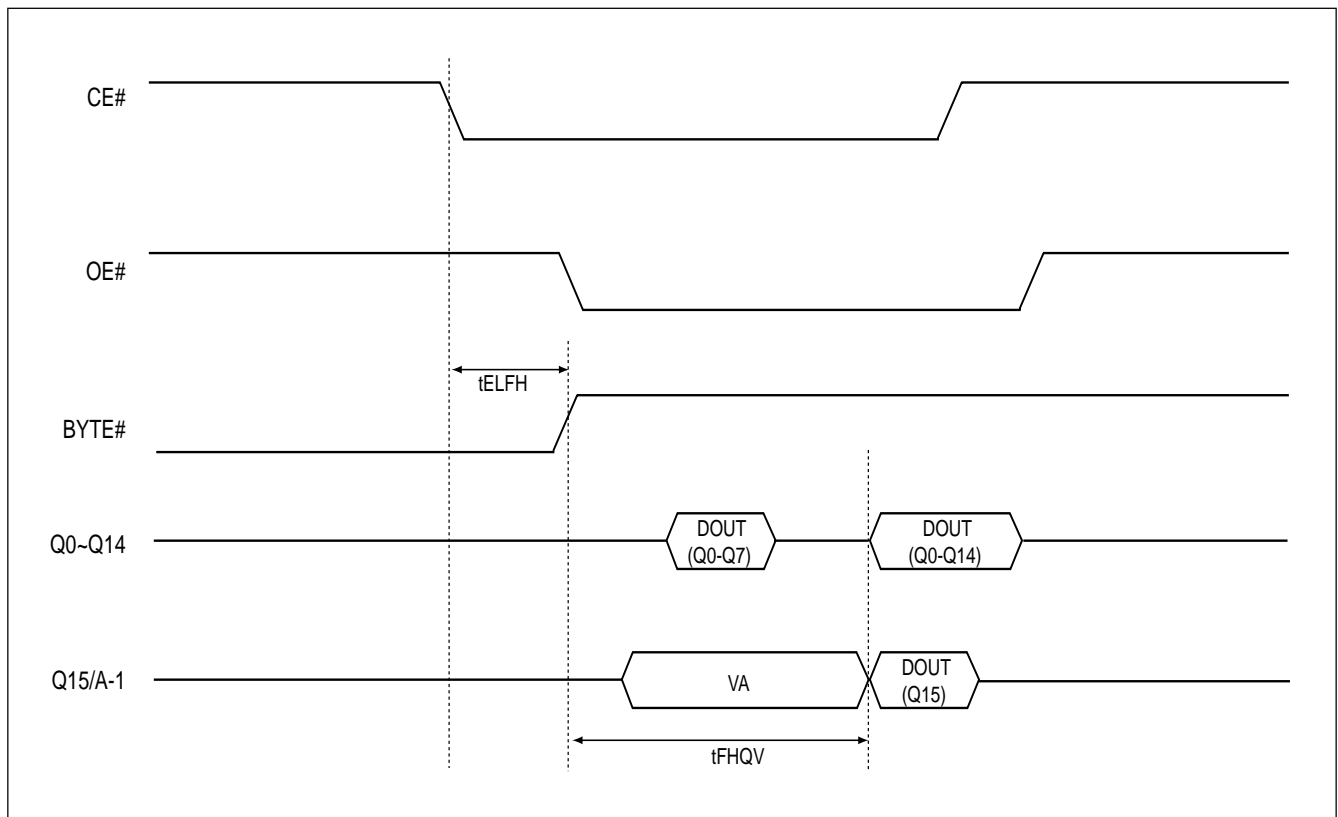 CE#
OE#
tELFH
BYTE#
Q0~Q14
DOUT
(Q0-Q7)
DOUT
(Q0-Q14)
Q15/A-1
VA
DOUT
(Q15)
tFHQV